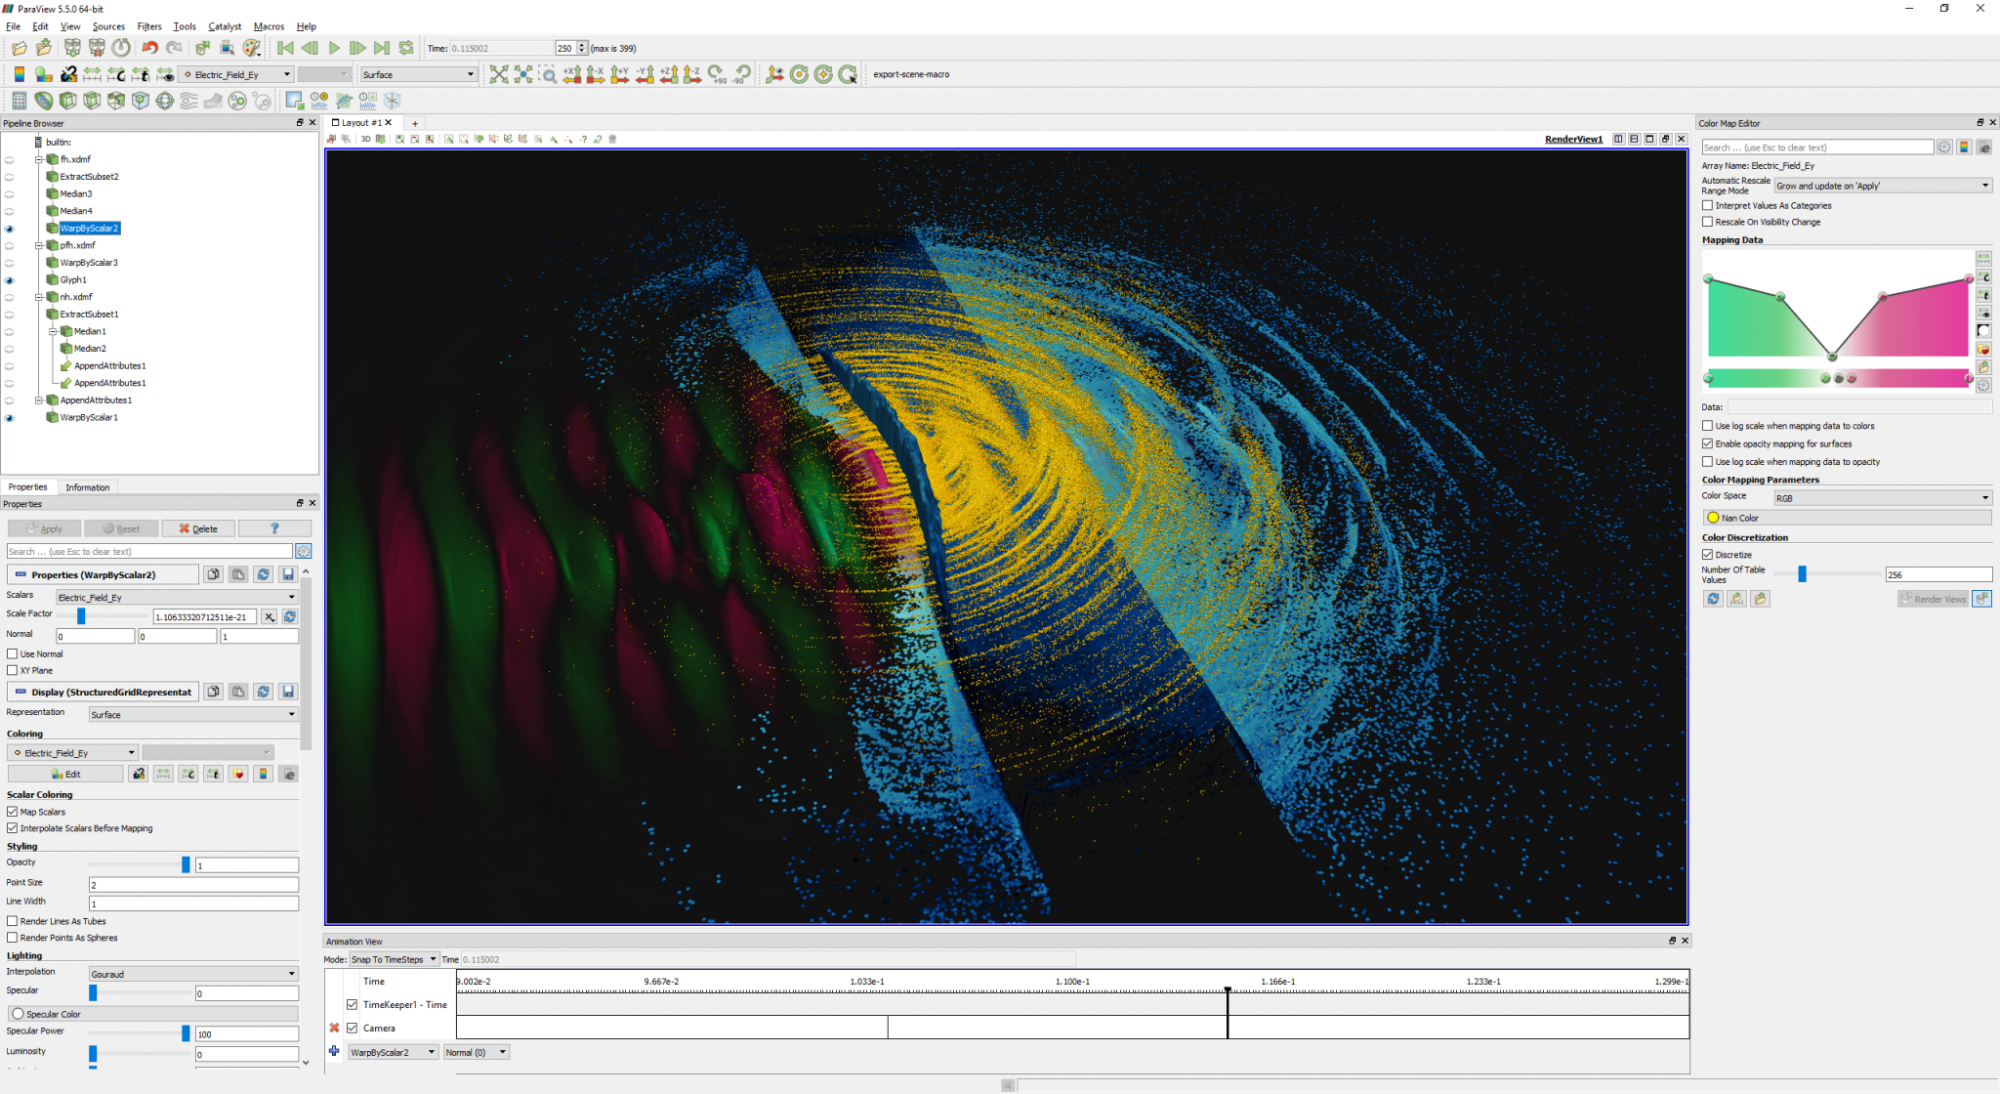 ParaView 5.5.0 64-bit
File Edit View Sources Filters Tools Catalyst Macros Help
Time: 0.115002 250 (max is 399)
Electric_Field_Ey Surface +X -X +Y -Y +Z -Z +90 -90 export-scene-macro
Pipeline Browser
builtin:
fh.xdmf
ExtractSubset2
Median3
Median4
WarpByScalar2
pfh.xdmf
WarpByScalar3
Glyph1
nh.xdmf
ExtractSubset1
Median1
Median2
AppendAttributes1
AppendAttributes1
AppendAttributes1
WarpByScalar1
Properties Information
Properties
Apply Reset Delete ?
Search ... (use Esc to clear text)
Properties (WarpByScalar2)
Scalars Electric_Field_Ey
Scale Factor 1.10633320712511e-21
Normal 0 0 1
Use Normal
XY Plane
Display (StructuredGridRepresentat
Representation Surface
Coloring
Electric_Field_Ey
Edit
Scalar Coloring
Map Scalars
Interpolate Scalars Before Mapping
Styling
Opacity 1
Point Size 2
Line Width 1
Render Lines As Tubes
Render Points As Spheres
Lighting
Interpolation Gouraud
Specular 0
Specular Color
Specular Power 100
Luminosity 0
Layout #1 +
3D RenderView1
Animation View
Mode: Snap To TimeSteps Time 0.115002
Time 9.002e-2 9.667e-2 1.033e-1 1.100e-1 1.166e-1 1.233e-1 1.299e-1
TimeKeeper1 - Time
Camera
WarpByScalar2 Normal (0)
Color Map Editor
Search ... (use Esc to clear text)
Array Name: Electric_Field_Ey
Automatic Rescale
Range Mode
Grow and update on 'Apply'
Interpret Values As Categories
Rescale On Visibility Change
Mapping Data
Data:
Use log scale when mapping data to colors
Enable opacity mapping for surfaces
Use log scale when mapping data to opacity
Color Mapping Parameters
Color Space RGB
Nan Color
Color Discretization
Discretize
Number Of Table
Values
256
Render Views